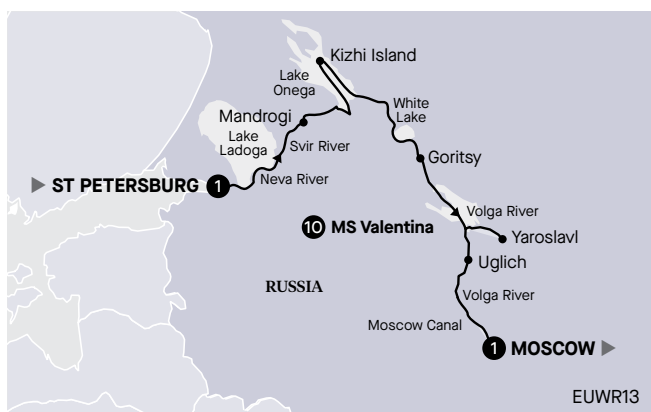 Kizhi Island
Lake
Onega
White
Lake
Mandrogi
Lake
Ladoga
Svir River
Goritsy
▶ ST PETERSBURG 1
Neva River
Volga River
10 MS Valentina
Yaroslavl
Uglich
RUSSIA
Volga River
Moscow Canal
1 MOSCOW ▶
EUWR13